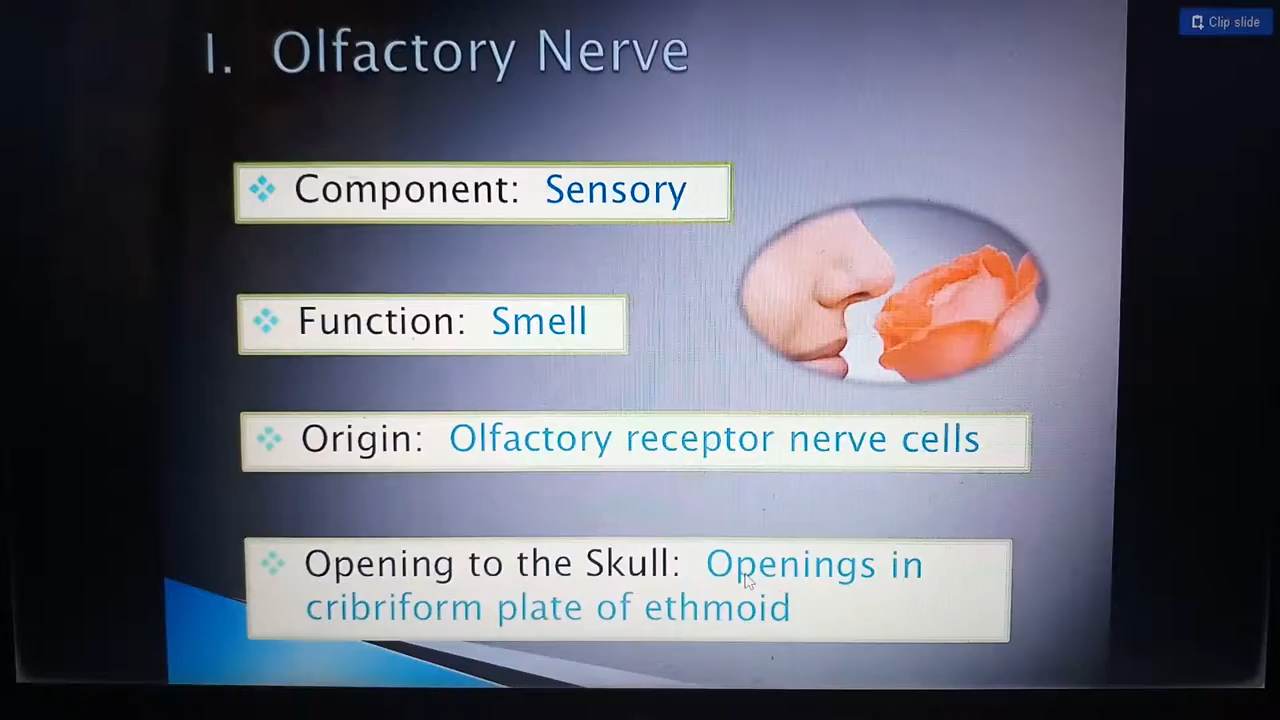 Clip slide
I. Olfactory Nerve
Component: Sensory
Function: Smell
Origin: Olfactory receptor nerve cells
Opening to the Skull: Openings in
cribriform plate of ethmoid